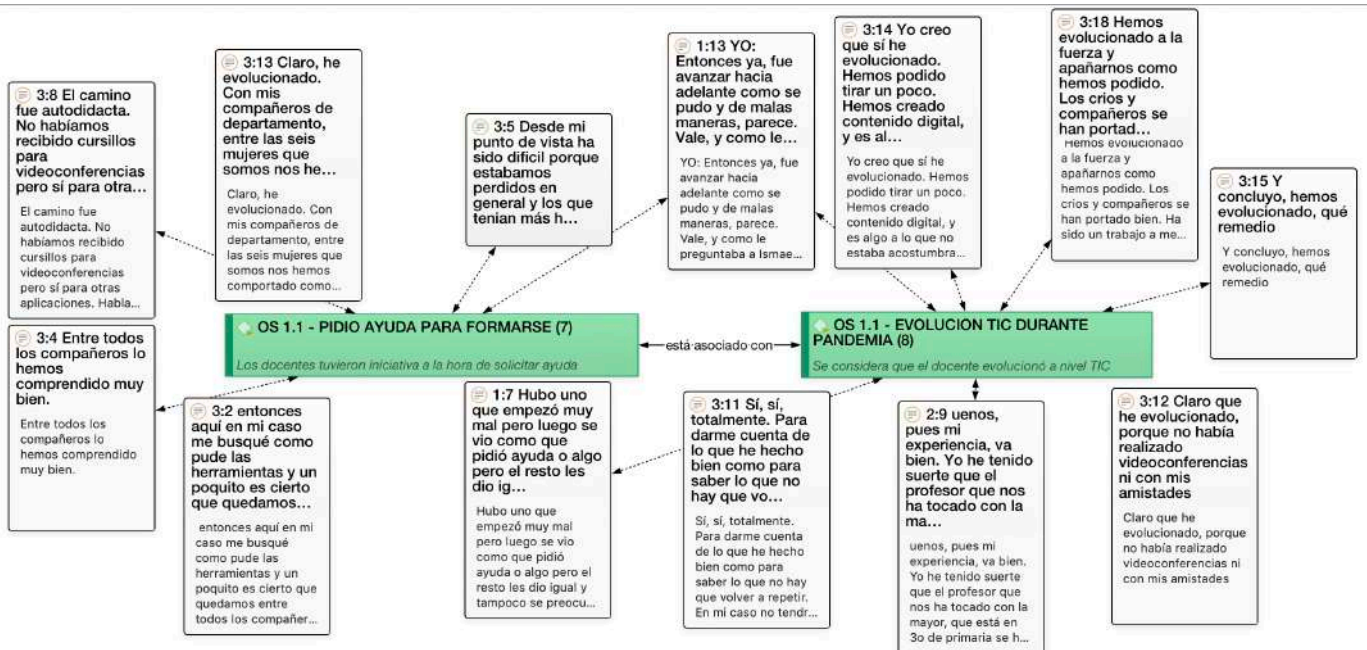 3:8 El camino
fue autodidacta.
No habíamos
recibido
cursillos para
videoconferencias
pero sí para otra...
El camino fue
autodidacta. No
habíamos recibido
cursillos para
videoconferencias
pero sí para otras
aplicaciones. Habla...
3:13 Claro, he
evolucionado.
Con mis
compañeros de
departamento,
entre las seis
mujeres que
somos nos he...
Claro, he
evolucionado. Con
mis compañeros de
departamento, entre
las seis mujeres que
somos nos hemos
comportado como...
3:5 Desde mi
punto de vista ha
sido dificil porque
estabamos
perdidos en
general y los que
tenian más h...
1:13 YO:
Entonces ya, fue
avanzar hacia
adelante como se
pudo y de malas
maneras, parece.
Vale, y como le...
YO: Entonces ya, fue
avanzar hacia
adelante como se
pudo y de malas
maneras, parece.
Vale, y como le
preguntaba a Ismae...
3:14 Yo creo
que sí he
evolucionado.
Hemos podido
tirar un poco.
Hemos creado
contenido digital,
y es al...
Yo creo que sí he
evolucionado. Hemos
podido tirar un poco.
Hemos creado
contenido digital, y
es algo a lo que no
estaba acostumbra...
3:18 Hemos
evolucionado a la
fuerza y
apañarnos como
hemos podido.
Los crios y
compañeros se
han portad...
Hemos evolucionado
a la fuerza y
apañarnos como
hemos podido. Los
crios y compañeros se
han portado bien. Ha
sido un trabajo a me...
3:15 Y
concluyo, hemos
evolucionado, qué
remedio
Y concluyo, hemos
evolucionado, qué
remedio
OS 1.1 - PIDIO AYUDA PARA FORMARSE (7)
Los docentes tuvieron iniciativa a la hora de solicitar ayuda
está asociado con
OS 1.1 - EVOLUCION TIC DURANTE
PANDEMIA (8)
Se considera que el docente evolucionó a nivel TIC
3:4 Entre todos
los compañeros lo
hemos
comprendido muy
bien.
Entre todos los
compañeros lo
hemos comprendido
muy bien.
3:2 entonces
aquí en mi caso
me busqué como
pude las
herramientas y un
poquito es cierto
que quedamos...
entonces aquí en mi
caso me busqué
como pude las
herramientas y un
poquito es cierto que
quedamos entre
todos los compañer...
1:7 Hubo uno
que empezó muy
mal pero luego se
vio como que
pidió ayuda o algo
pero el resto les
dio ig...
Hubo uno que
empezó muy mal
pero luego se vio
como que pidió
ayuda o algo pero el
resto les dio igual y
tampoco se preocu...
3:11 Sí, sí,
totalmente. Para
darme cuenta de
lo que he hecho
bien como para
saber lo que no
hay que vo...
Sí, sí, totalmente.
Para darme cuenta
de lo que he hecho
bien como para
saber lo que no hay
que volver a repetir.
En mi caso no tendr...
2:9 uenos,
pues mi
experiencia, va
bien. Yo he tenido
suerte que el
profesor que nos
ha tocado con la
ma...
uenos, pues mi
experiencia, va bien.
Yo he tenido suerte
que el profesor que
nos ha tocado con la
mayor, que está en
3o de primaria se h...
3:12 Claro que
he evolucionado,
porque no había
realizado
videoconferencias
ni con mis
amistades
Claro que he
evolucionado, porque
no había realizado
videoconferencias ni
con mis amistades